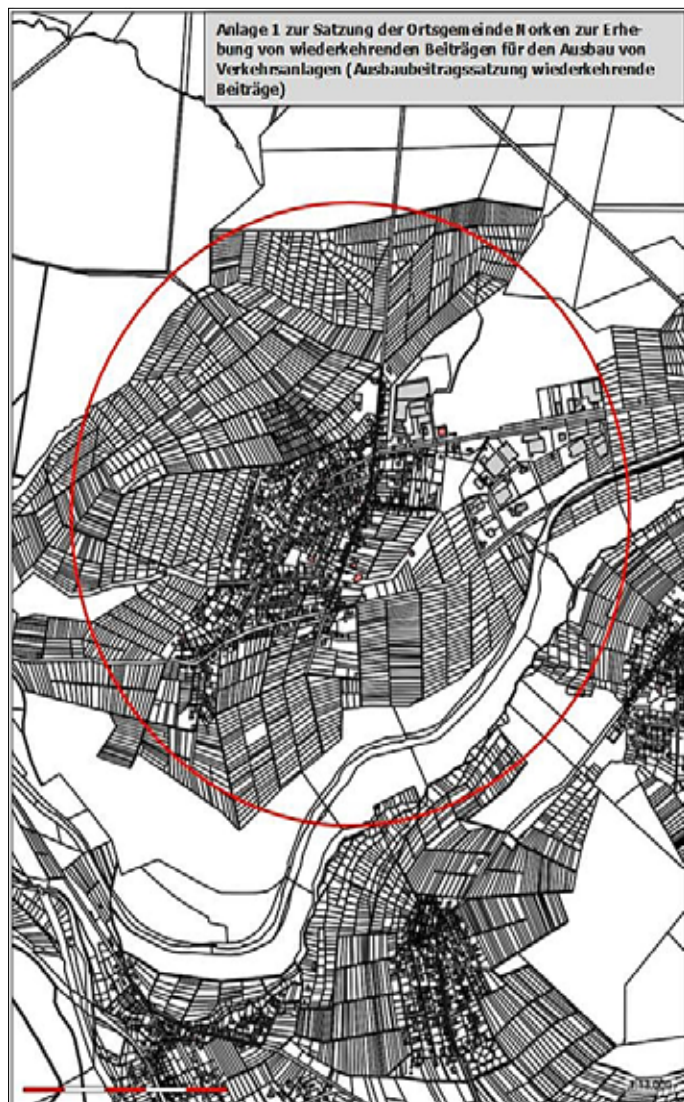 Anlage 1 zur Satzung der Ortsgemeinde Norken zur Erhe-
bung von wiederkehrenden Beiträgen für den Ausbau von
Verkehrsanlagen (Ausbaubeitragssatzung wiederkehrende
Beiträge)